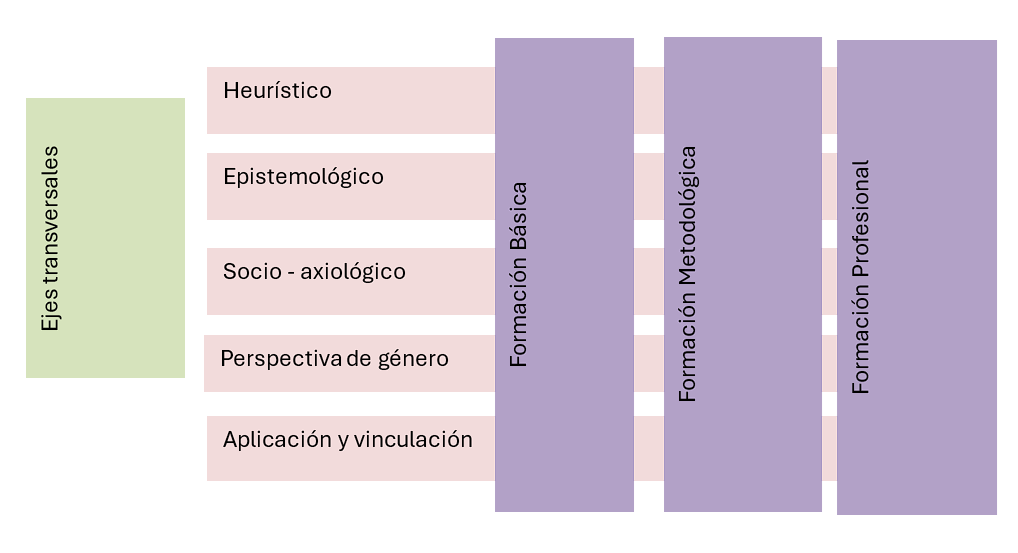 Ejes transversales
Heurístico
Epistemológico
Socio - axiológico
Perspectiva de género
Aplicación y vinculación
Formación Básica
Formación Metodológica
Formación Profesional